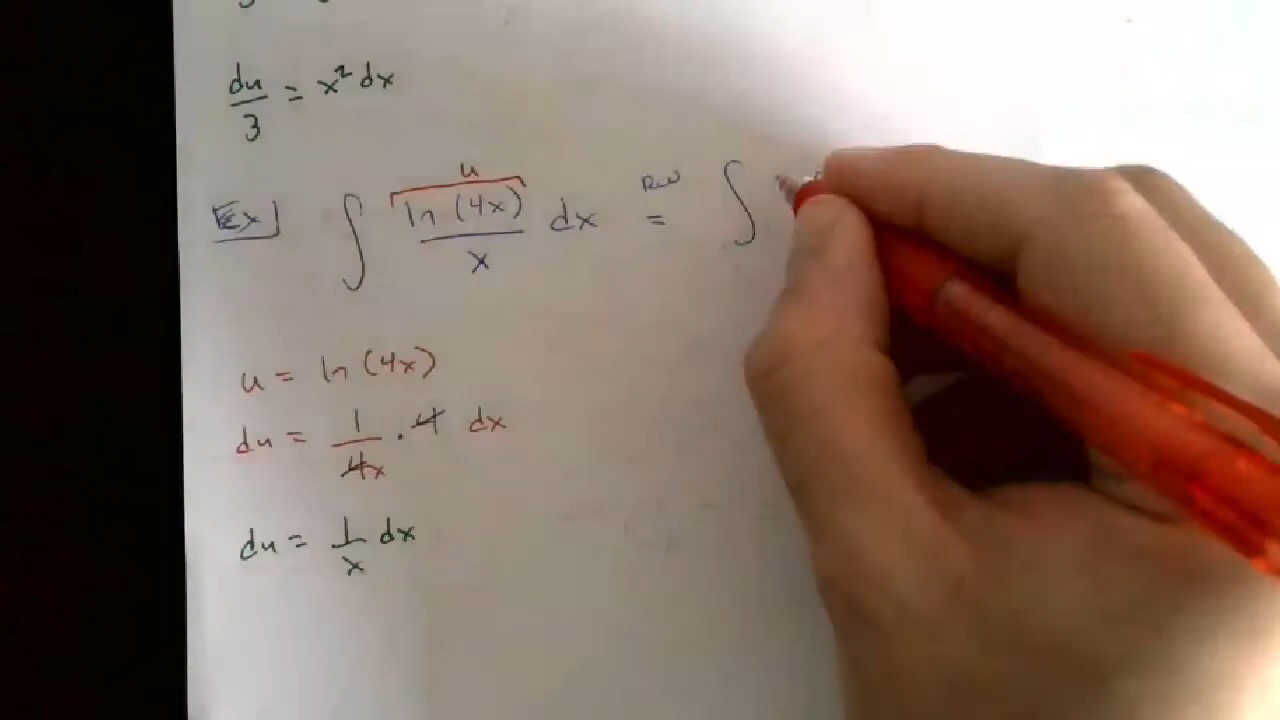 du/3 = x² dx
u
Ex ∫ ln (4x)/x dx = ∫
u = ln (4x)
du = 1/4x · 4 dx
du = 1/x dx